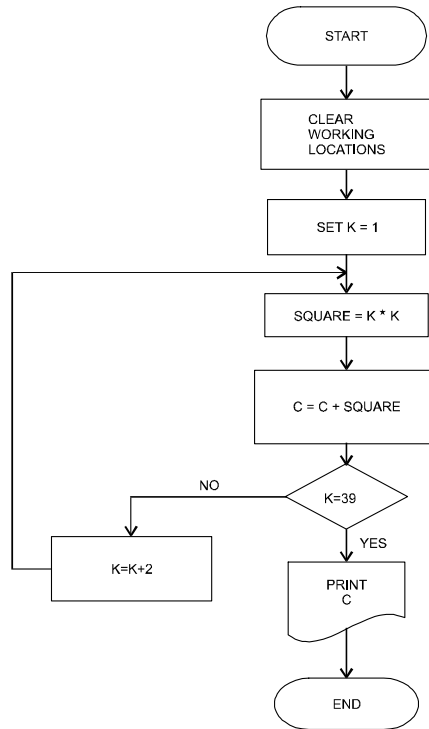 START
CLEAR
WORKING
LOCATIONS
SET K = 1
SQUARE = K * K
C = C + SQUARE
K=39
NO
YES
K=K+2
PRINT
C
END